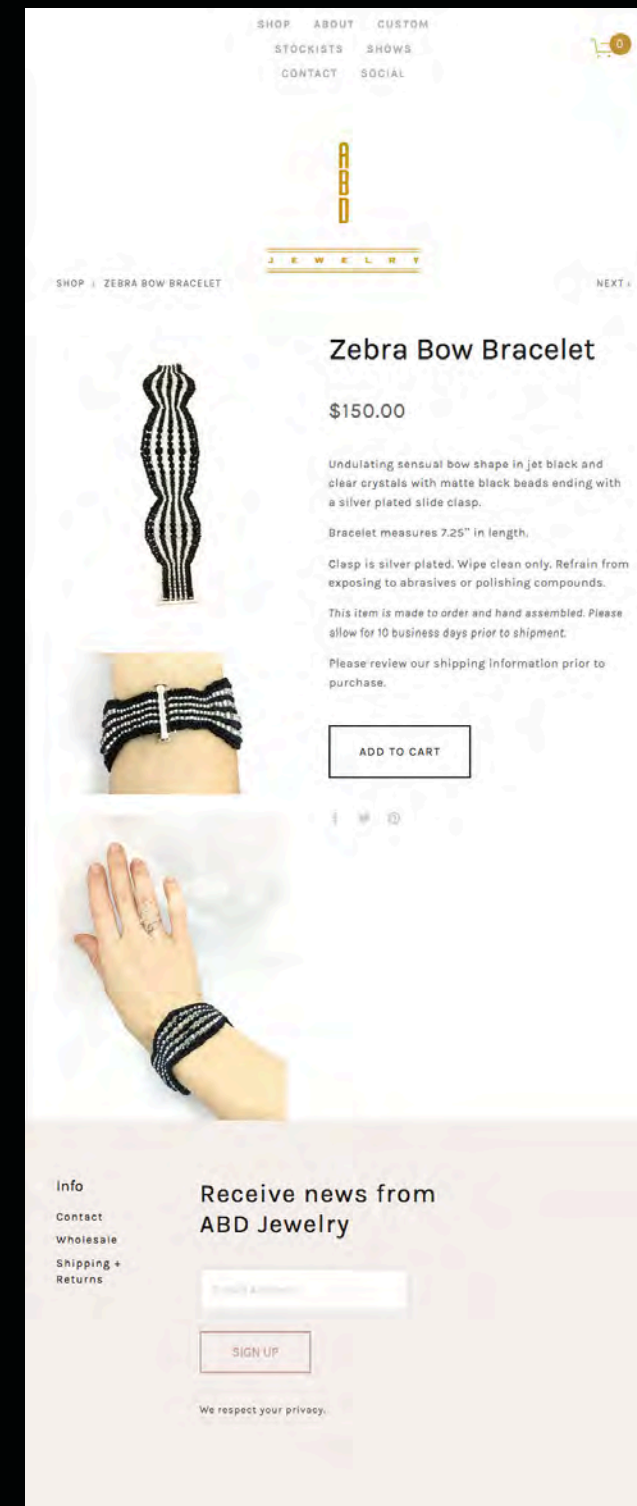 SHOP ABOUT CUSTOM
STOCKISTS SHOWS
CONTACT SOCIAL
0
A
B
D
JEWELRY
SHOP › ZEBRA BOW BRACELET
NEXT ›
Zebra Bow Bracelet
$150.00
Undulating sensual bow shape in jet black and
clear crystals with matte black beads ending with
a silver plated slide clasp.
Bracelet measures 7.25" in length.
Clasp is silver plated. Wipe clean only. Refrain from
exposing to abrasives or polishing compounds.
This item is made to order and hand assembled. Please
allow for 10 business days prior to shipment.
Please review our shipping information prior to
purchase.
ADD TO CART
Info
Contact
Wholesale
Shipping +
Returns
Receive news from
ABD Jewelry
Email Address
SIGN UP
We respect your privacy.